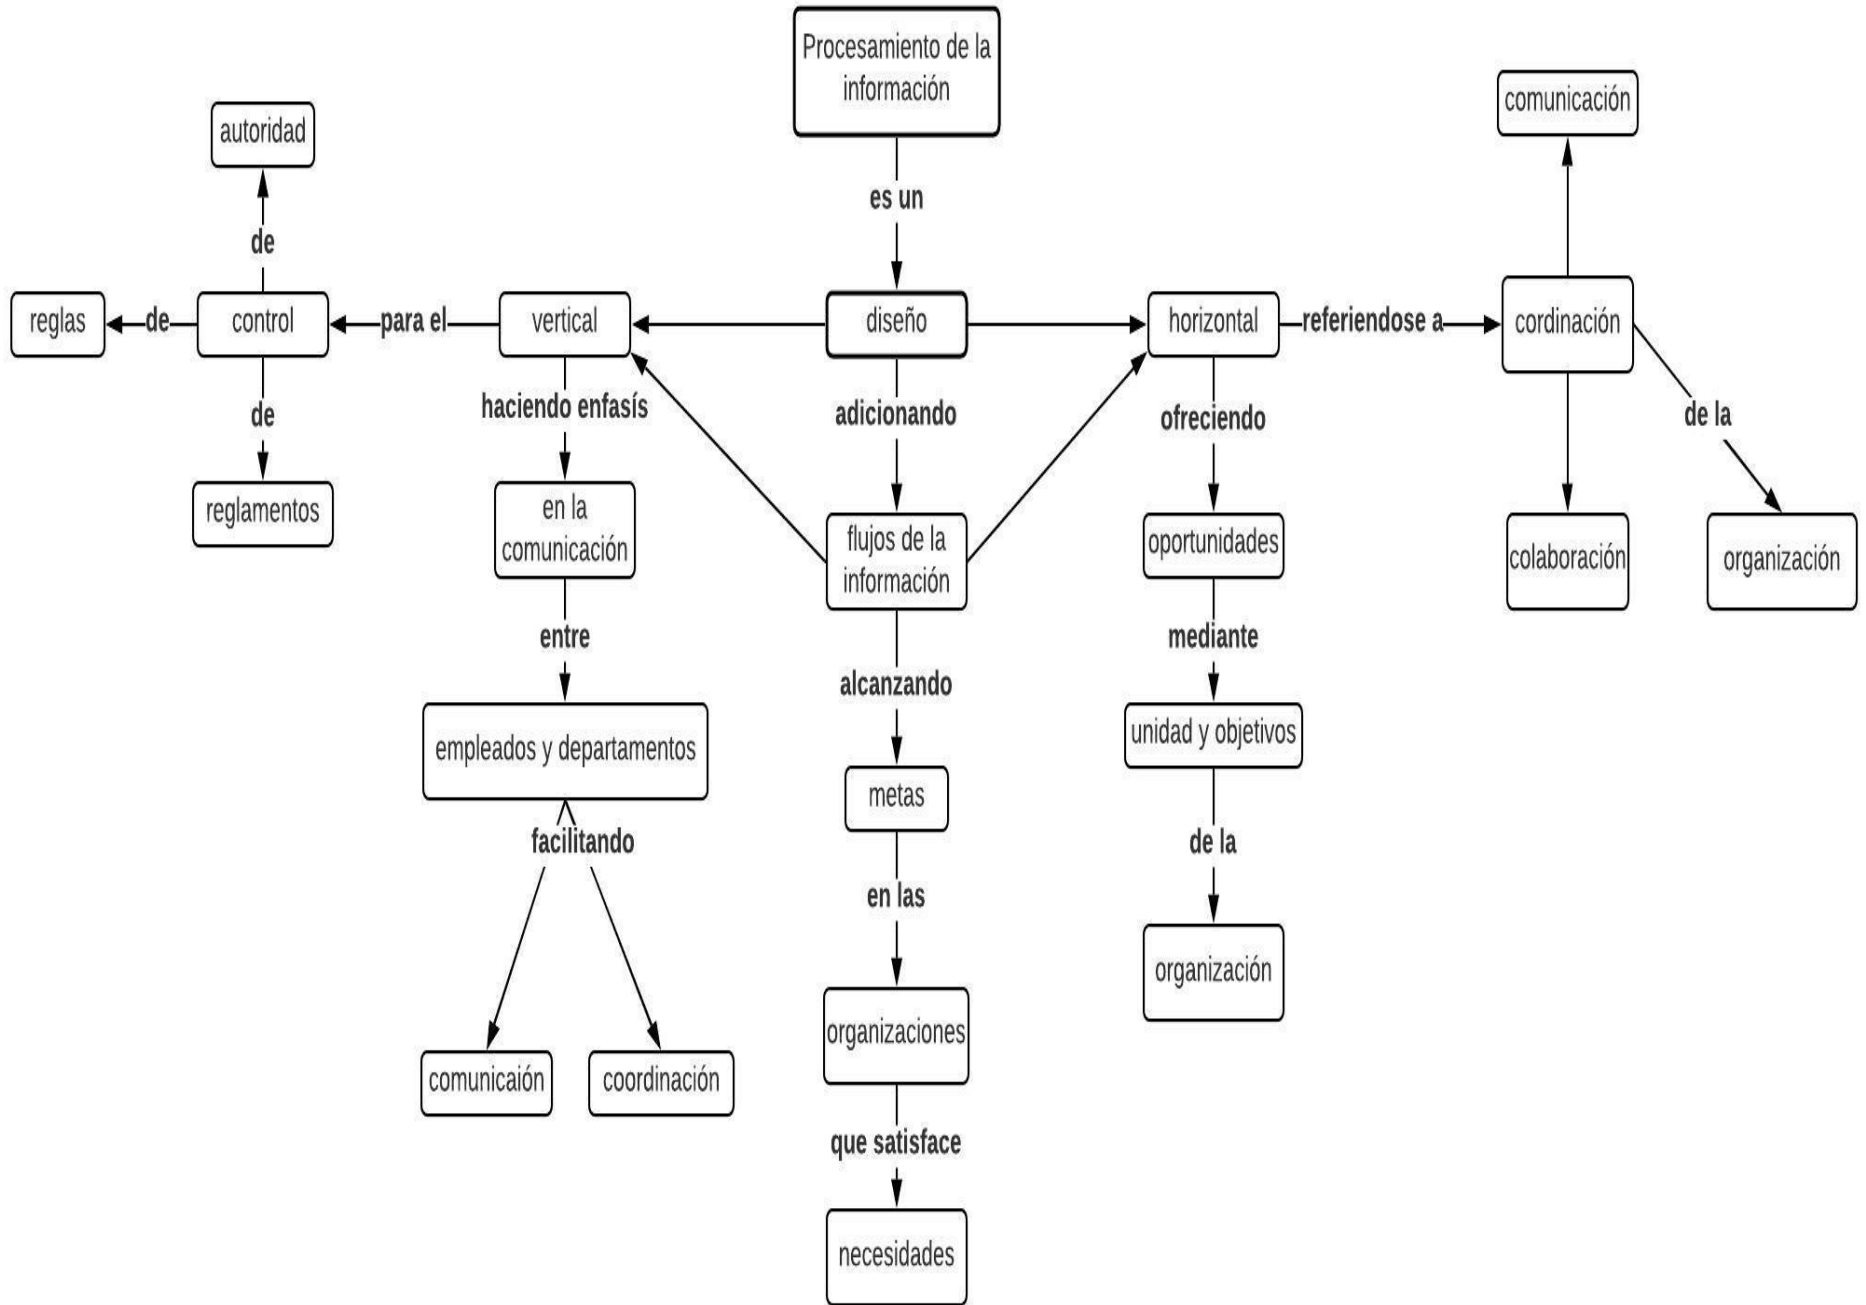 Procesamiento de la
información
comunicación
autoridad
es un
de
reglas
de
control
para el
vertical
diseño
horizontal
referiendose a
cordinación
de
haciendo enfasís
adicionando
ofreciendo
de la
reglamentos
en la
comunicación
flujos de la
información
oportunidades
colaboración
organización
entre
mediante
alcanzando
empleados y departamentos
unidad y objetivos
metas
facilitando
de la
en las
organización
organizaciones
comunicaión
coordinación
que satisface
necesidades